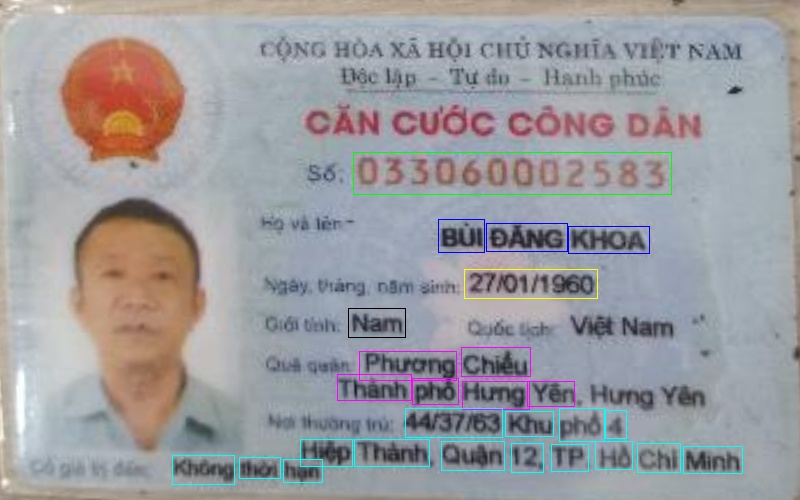 CỘNG HÒA XÃ HỘI CHỦ NGHĨA VIỆT NAM
Độc lập - Tự do - Hạnh phúc
CĂN CƯỚC CÔNG DÂN
Số: 033060002583
Họ và tên:
BÙI ĐĂNG KHOA
Ngày, tháng, năm sinh: 27/01/1960
Giới tính: Nam Quốc tịch: Việt Nam
Quê quán: Phương Chiểu
Thành phố Hưng Yên, Hưng Yên
Nơi thường trú: 44/37/63 Khu phố 4
Hiệp Thành, Quận 12, TP. Hồ Chí Minh
Có giá trị đến: Không thời hạn